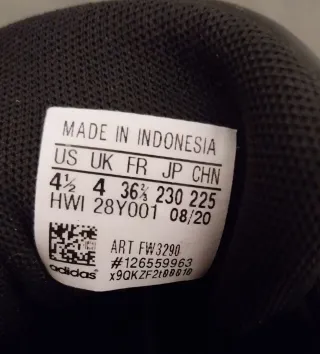 MADE IN INDONESIA
US UK FR JP CHN
4½ 4 36⅔ 230 225
HWI 28Y001 08/20
ART FW3290
#126559963
adidas